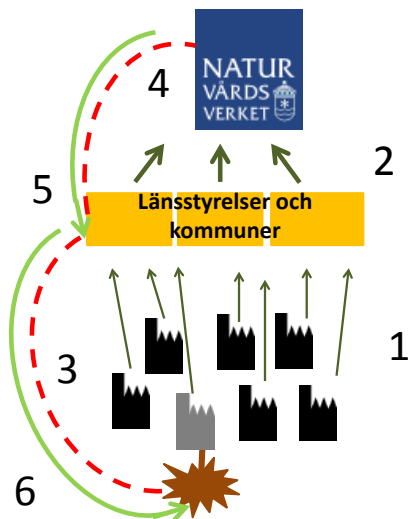 4
NATUR
VÅRDS
VERKET
2
5
Länsstyrelser och
kommuner
1
3
6